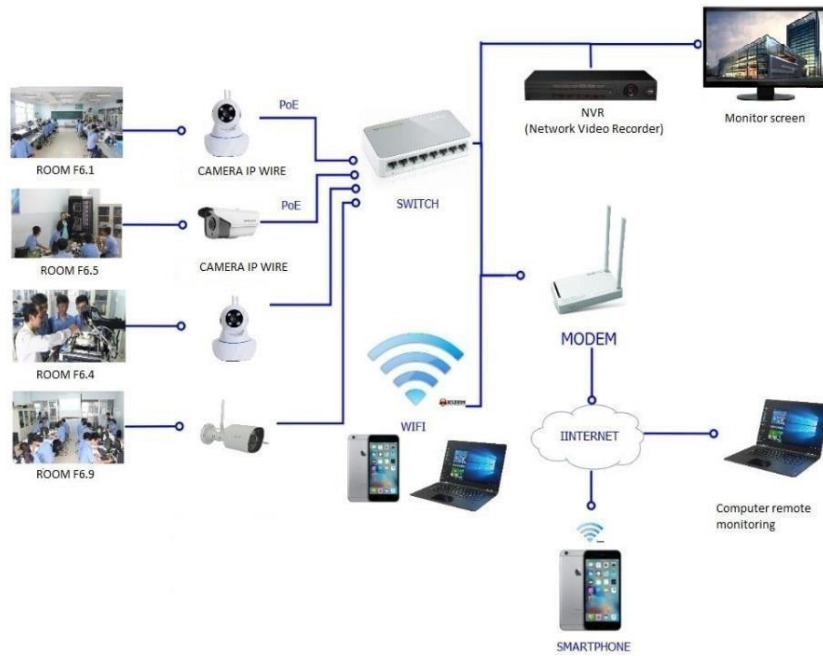 PoE
ROOM F6.1
CAMERA IP WIRE
PoE
ROOM F6.5
CAMERA IP WIRE
ROOM F6.4
ROOM F6.9
SWITCH
NVR
(Network Video Recorder)
Monitor screen
MODEM
WIFI
IINTERNET
Computer remote
monitoring
SMARTPHONE